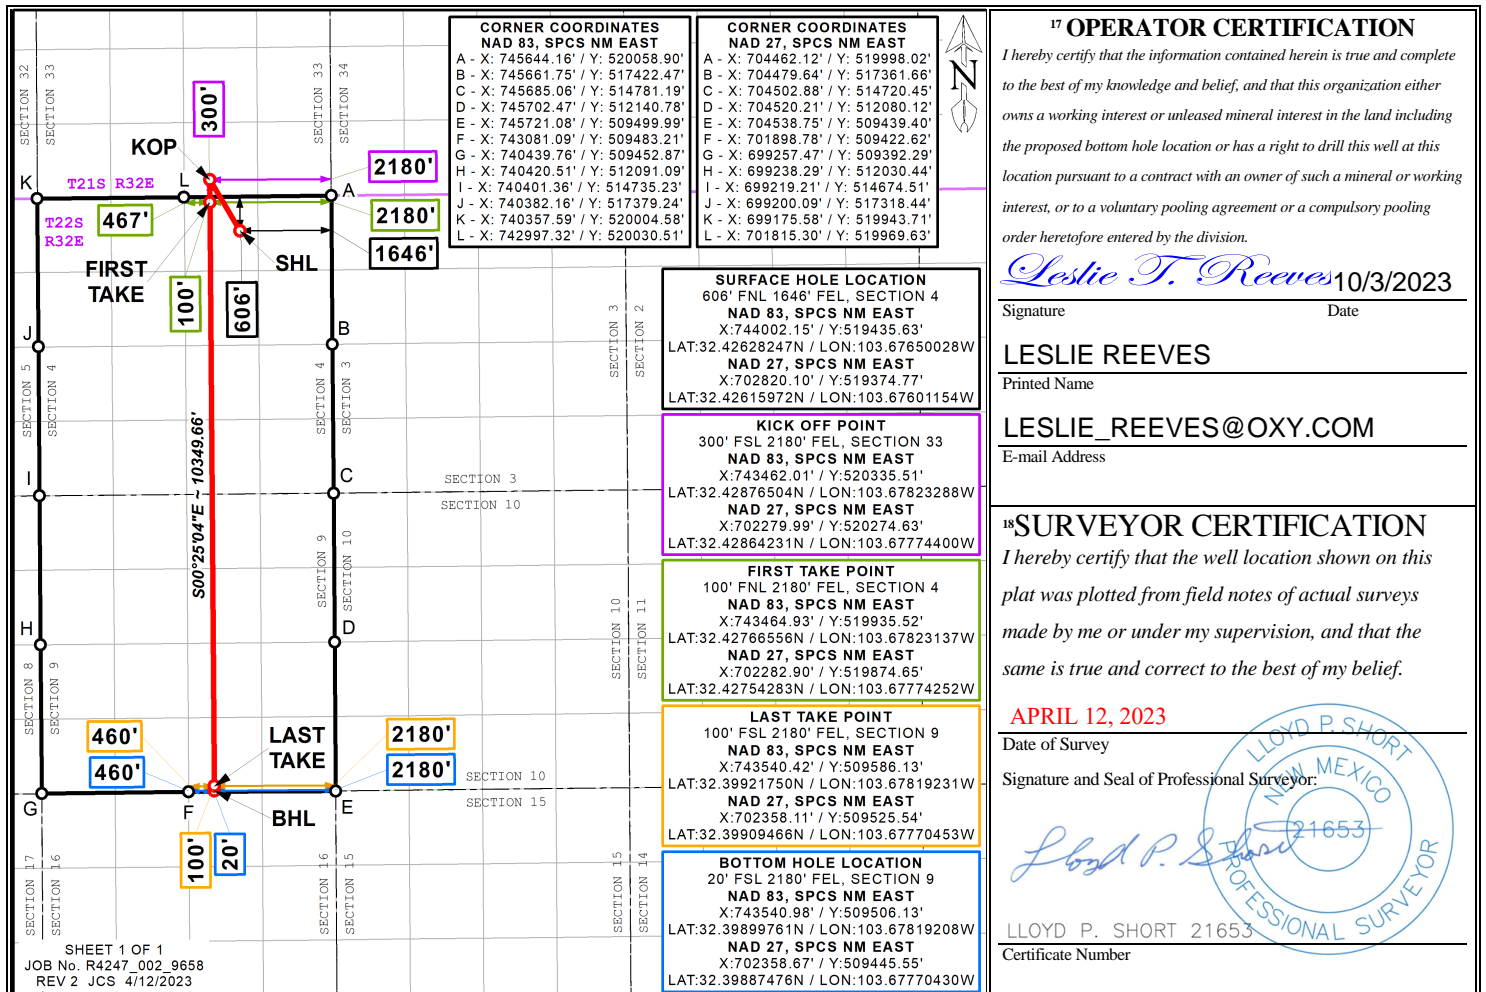 SECTION 32
SECTION 33
SECTION 33
SECTION 34
300'
KOP
2180'
K
T21S R32E
L
A
467'
2180'
T22S
R32E
1646'
FIRST
TAKE
SHL
100'
606'
J
B
SECTION 5
SECTION 4
SECTION 4
SECTION 3
SECTION 3
SECTION 2
S00°25'04"E ~ 10349.66'
I
C
SECTION 3
SECTION 10
SECTION 9
SECTION 10
SECTION 10
SECTION 11
H
D
SECTION 8
SECTION 9
460'
LAST
TAKE
2180'
460'
2180'
SECTION 10
SECTION 15
G
F
E
BHL
100'
20'
SECTION 17
SECTION 16
SECTION 16
SECTION 15
SECTION 15
SECTION 14
SHEET 1 OF 1
JOB No. R4247_002_9658
REV 2 JCS 4/12/2023
CORNER COORDINATES
NAD 83, SPCS NM EAST
A - X: 745644.16' / Y: 520058.90'
B - X: 745661.75' / Y: 517422.47'
C - X: 745685.06' / Y: 514781.19'
D - X: 745702.47' / Y: 512140.78'
E - X: 745721.08' / Y: 509499.99'
F - X: 743081.09' / Y: 509483.21'
G - X: 740439.76' / Y: 509452.87'
H - X: 740420.51' / Y: 512091.09'
I - X: 740401.36' / Y: 514735.23'
J - X: 740382.16' / Y: 517379.24'
K - X: 740357.59' / Y: 520004.58'
L - X: 742997.32' / Y: 520030.51'
CORNER COORDINATES
NAD 27, SPCS NM EAST
A - X: 704462.12' / Y: 519998.02'
B - X: 704479.64' / Y: 517361.66'
C - X: 704502.88' / Y: 514720.45'
D - X: 704520.21' / Y: 512080.12'
E - X: 704538.75' / Y: 509439.40'
F - X: 701898.78' / Y: 509422.62'
G - X: 699257.47' / Y: 509392.29'
H - X: 699238.29' / Y: 512030.44'
I - X: 699219.21' / Y: 514674.51'
J - X: 699200.09' / Y: 517318.44'
K - X: 699175.58' / Y: 519943.71'
L - X: 701815.30' / Y: 519969.63'
N
SURFACE HOLE LOCATION
606' FNL 1646' FEL, SECTION 4
NAD 83, SPCS NM EAST
X:744002.15' / Y:519435.63'
LAT:32.42628247N / LON:103.67650028W
NAD 27, SPCS NM EAST
X:702820.10' / Y:519374.77'
LAT:32.42615972N / LON:103.67601154W
KICK OFF POINT
300' FSL 2180' FEL, SECTION 33
NAD 83, SPCS NM EAST
X:743462.01' / Y:520335.51'
LAT:32.42876504N / LON:103.67823288W
NAD 27, SPCS NM EAST
X:702279.99' / Y:520274.63'
LAT:32.42864231N / LON:103.67774400W
FIRST TAKE POINT
100' FNL 2180' FEL, SECTION 4
NAD 83, SPCS NM EAST
X:743464.93' / Y:519935.52'
LAT:32.42766556N / LON:103.67823137W
NAD 27, SPCS NM EAST
X:702282.90' / Y:519874.65'
LAT:32.42754283N / LON:103.67774252W
LAST TAKE POINT
100' FSL 2180' FEL, SECTION 9
NAD 83, SPCS NM EAST
X:743540.42' / Y:509586.13'
LAT:32.39921750N / LON:103.67819231W
NAD 27, SPCS NM EAST
X:702358.11' / Y:509525.54'
LAT:32.39909466N / LON:103.67770453W
BOTTOM HOLE LOCATION
20' FSL 2180' FEL, SECTION 9
NAD 83, SPCS NM EAST
X:743540.98' / Y:509506.13'
LAT:32.39899761N / LON:103.67819208W
NAD 27, SPCS NM EAST
X:702358.67' / Y:509445.55'
LAT:32.39887476N / LON:103.67770430W
17 OPERATOR CERTIFICATION
I hereby certify that the information contained herein is true and complete
to the best of my knowledge and belief, and that this organization either
owns a working interest or unleased mineral interest in the land including
the proposed bottom hole location or has a right to drill this well at this
location pursuant to a contract with an owner of such a mineral or working
interest, or to a voluntary pooling agreement or a compulsory pooling
order heretofore entered by the division.
Leslie T. Reeves 10/3/2023
Signature Date
LESLIE REEVES
Printed Name
LESLIE_REEVES@OXY.COM
E-mail Address
18 SURVEYOR CERTIFICATION
I hereby certify that the well location shown on this
plat was plotted from field notes of actual surveys
made by me or under my supervision, and that the
same is true and correct to the best of my belief.
APRIL 12, 2023
Date of Survey
Signature and Seal of Professional Surveyor:
LLOYD P. SHORT
NEW MEXICO
21653
PROFESSIONAL SURVEYOR
Lloyd P. Short
LLOYD P. SHORT 21653
Certificate Number